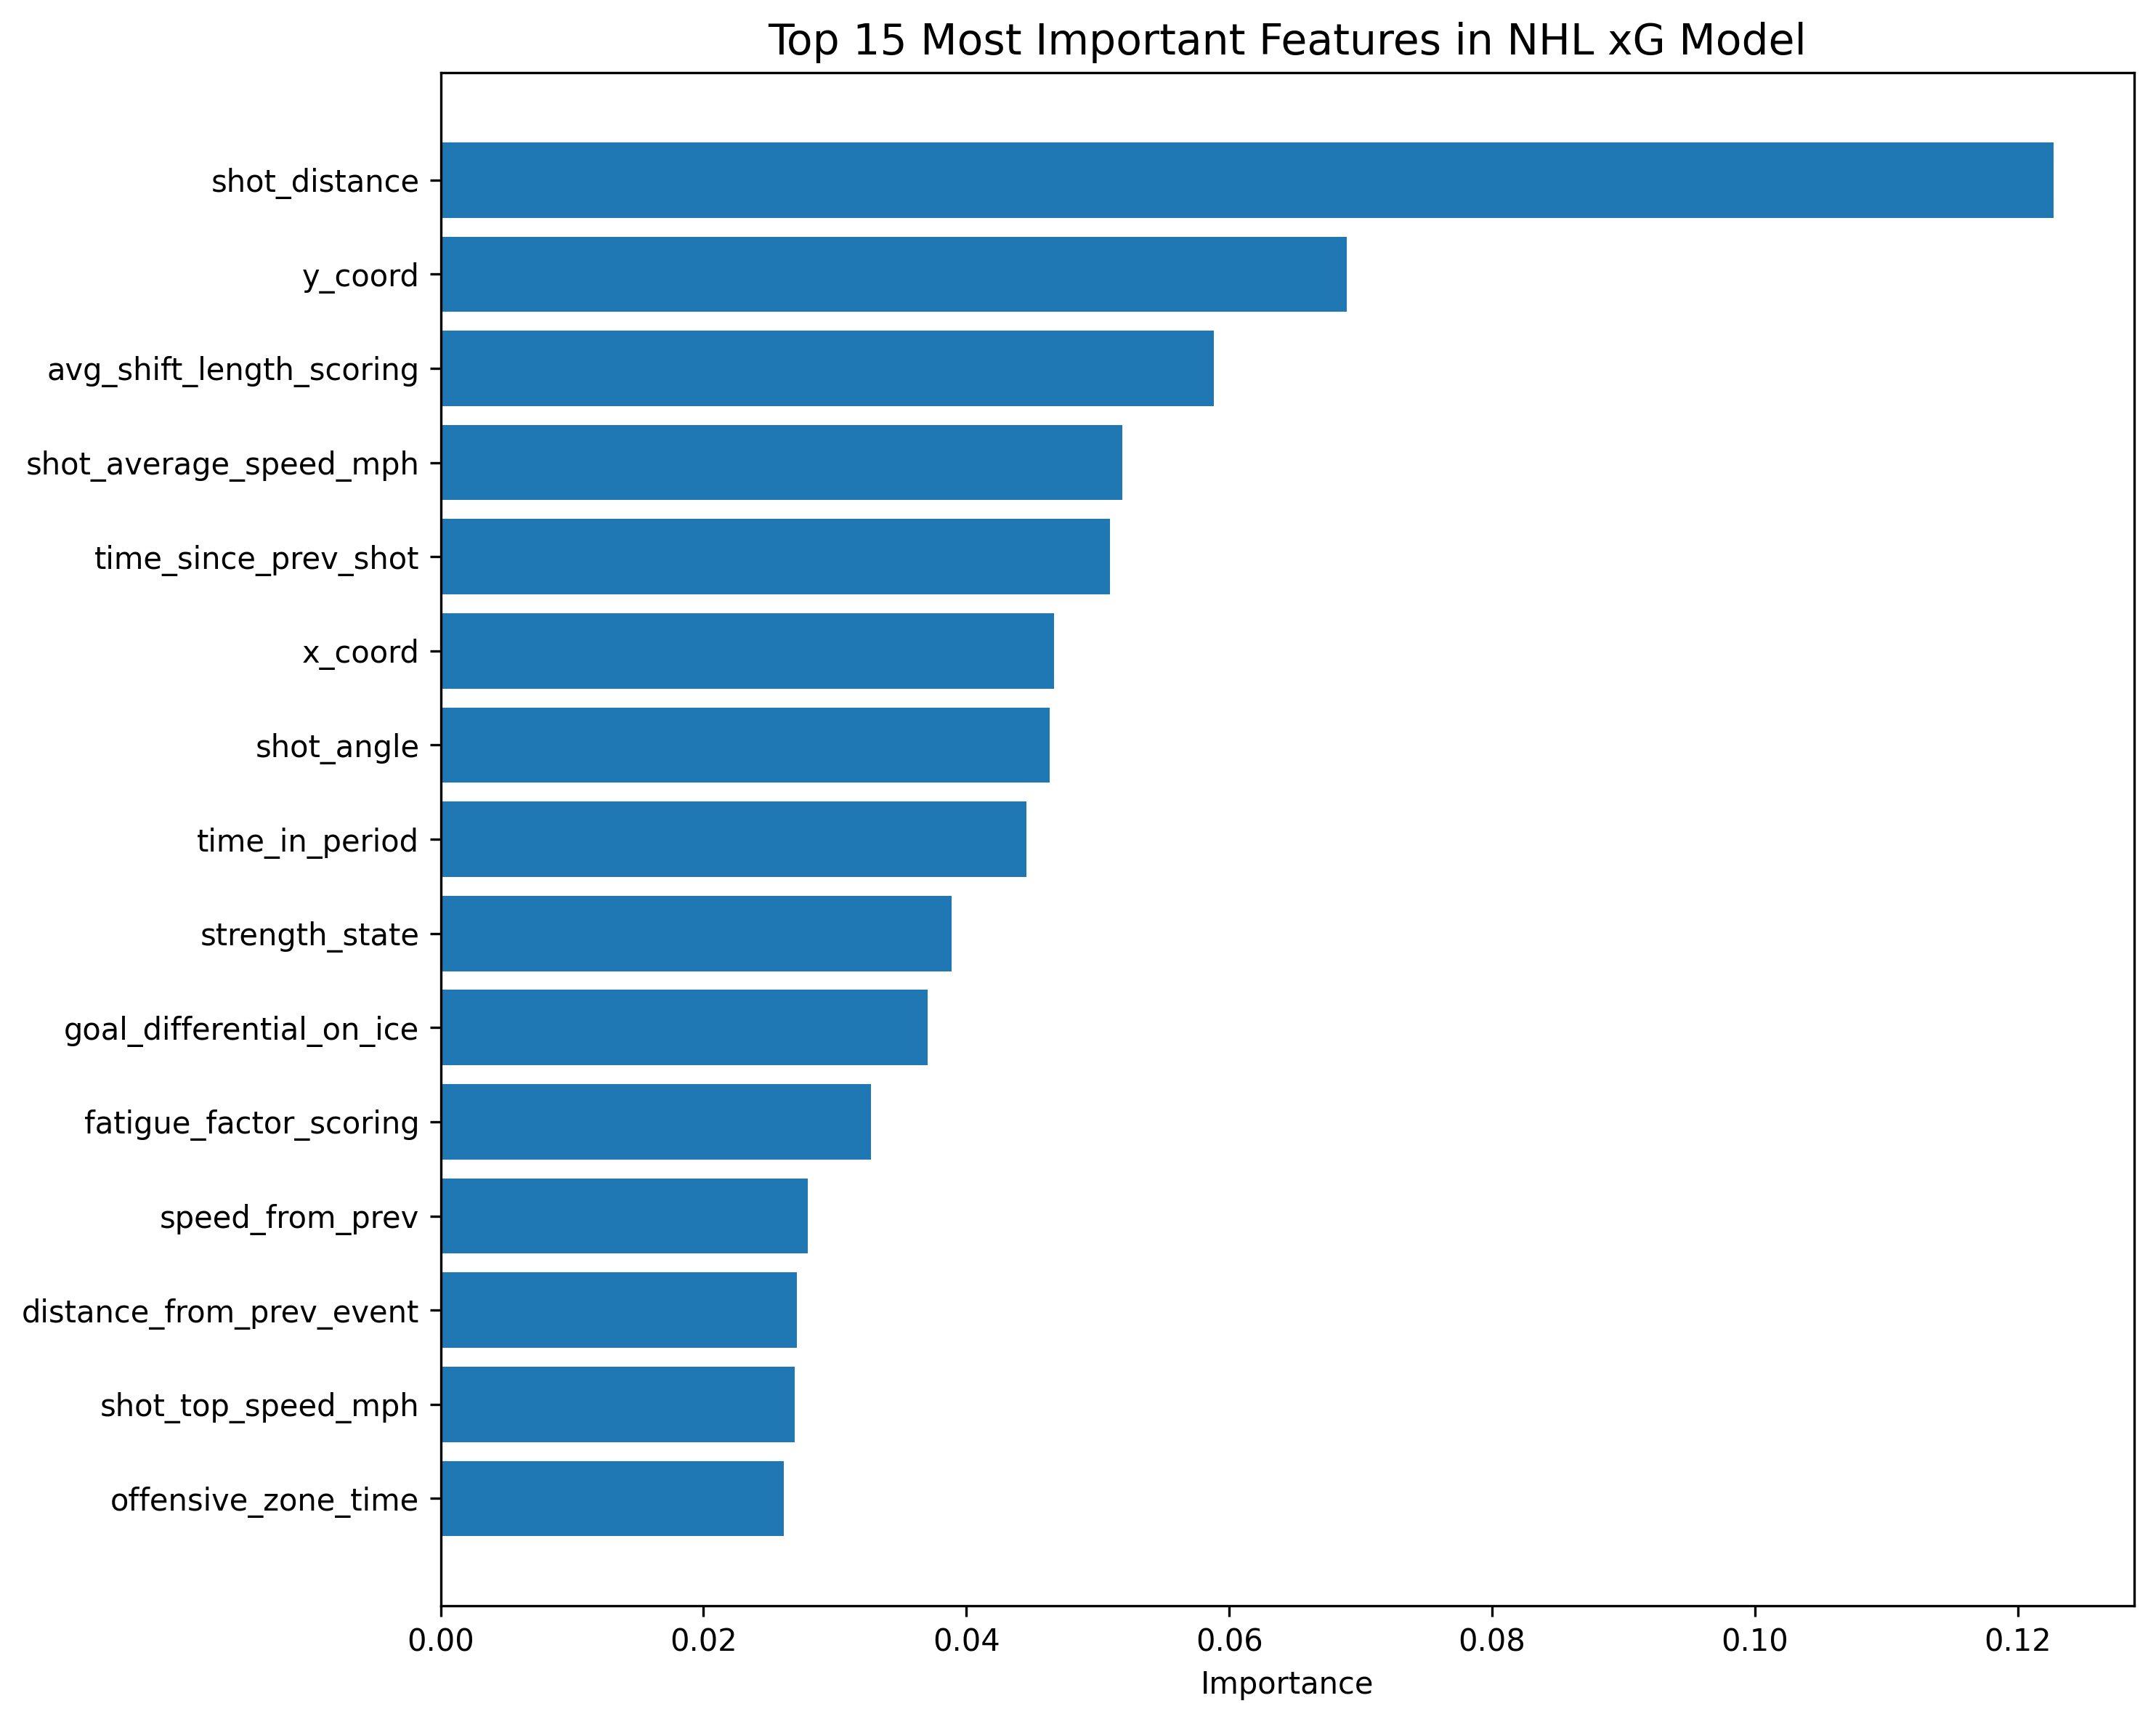 Top 15 Most Important Features in NHL xG Model
shot_distance
y_coord
avg_shift_length_scoring
shot_average_speed_mph
time_since_prev_shot
x_coord
shot_angle
time_in_period
strength_state
goal_differential_on_ice
fatigue_factor_scoring
speed_from_prev
distance_from_prev_event
shot_top_speed_mph
offensive_zone_time
0.00 0.02 0.04 0.06 0.08 0.10 0.12
Importance